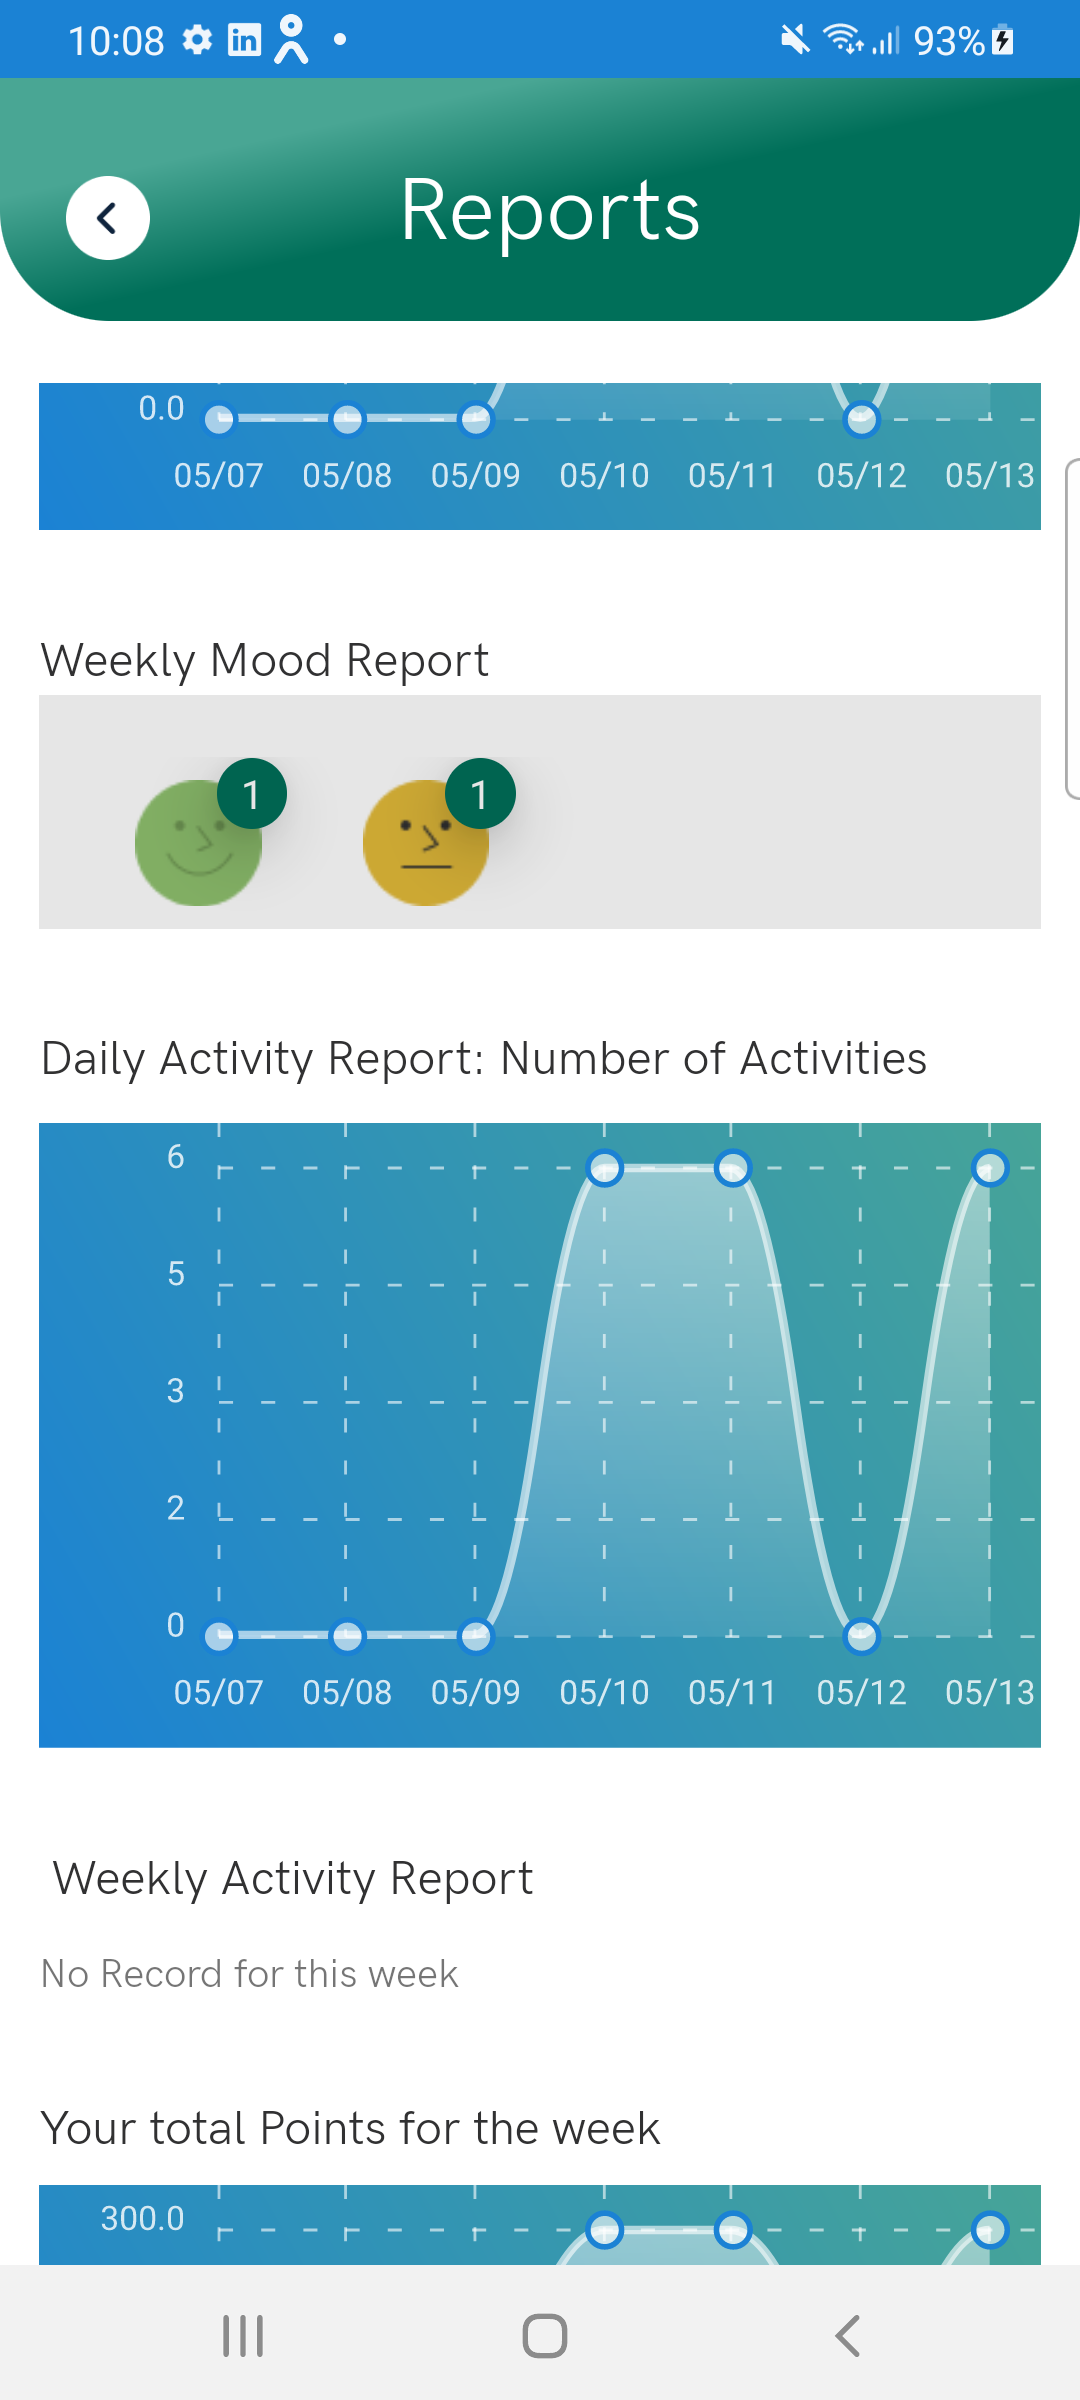 10:08
93%
Reports
0.0
05/07 05/08 05/09 05/10 05/11 05/12 05/13
Weekly Mood Report
1 1
Daily Activity Report: Number of Activities
6
5
3
2
0
05/07 05/08 05/09 05/10 05/11 05/12 05/13
Weekly Activity Report
No Record for this week
Your total Points for the week
300.0